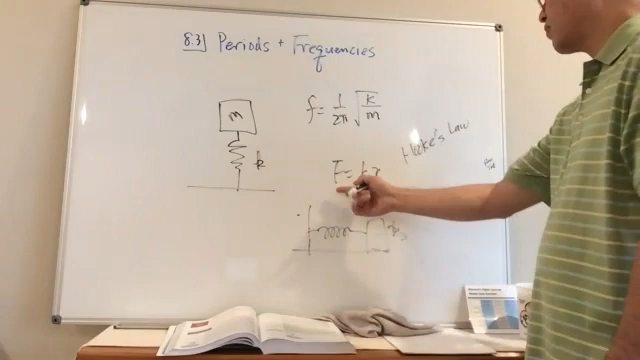 8.3] Periods + Frequencies
m
k
f = 1/2π √k/m
Hooke's Law
F = kx